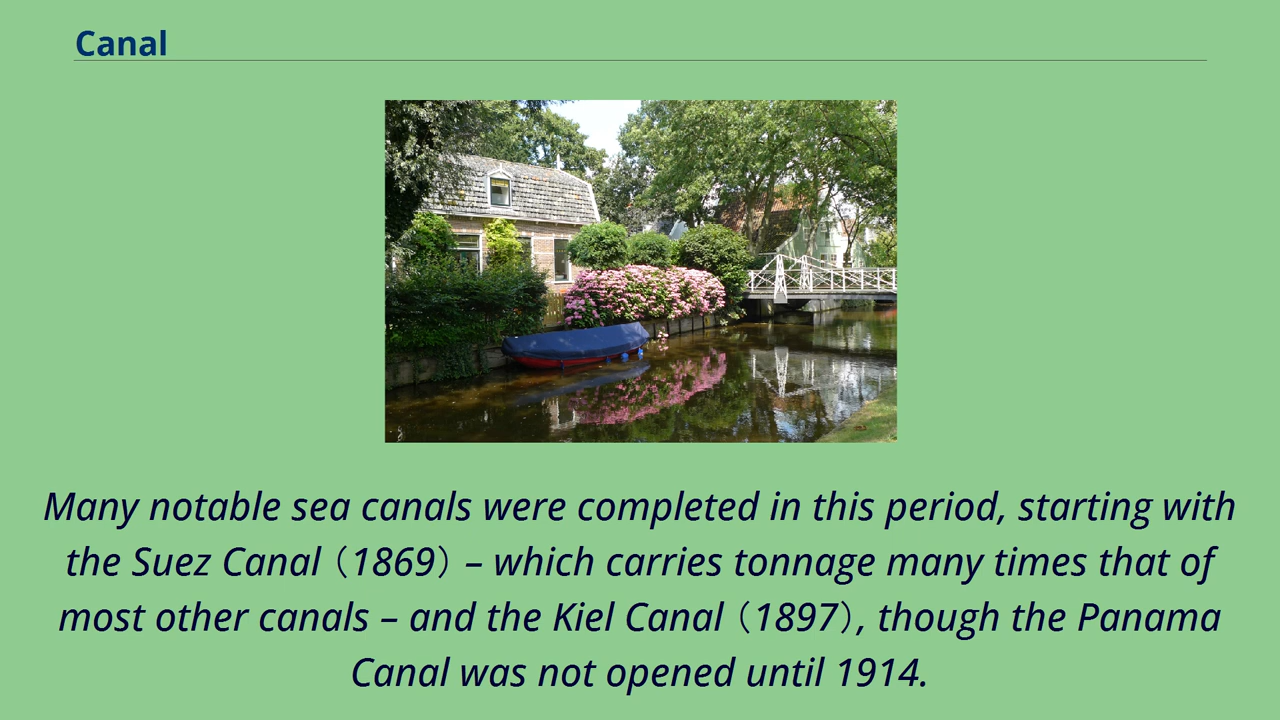 Canal
Many notable sea canals were completed in this period, starting with
the Suez Canal（1869）– which carries tonnage many times that of
most other canals – and the Kiel Canal（1897）, though the Panama
Canal was not opened until 1914.